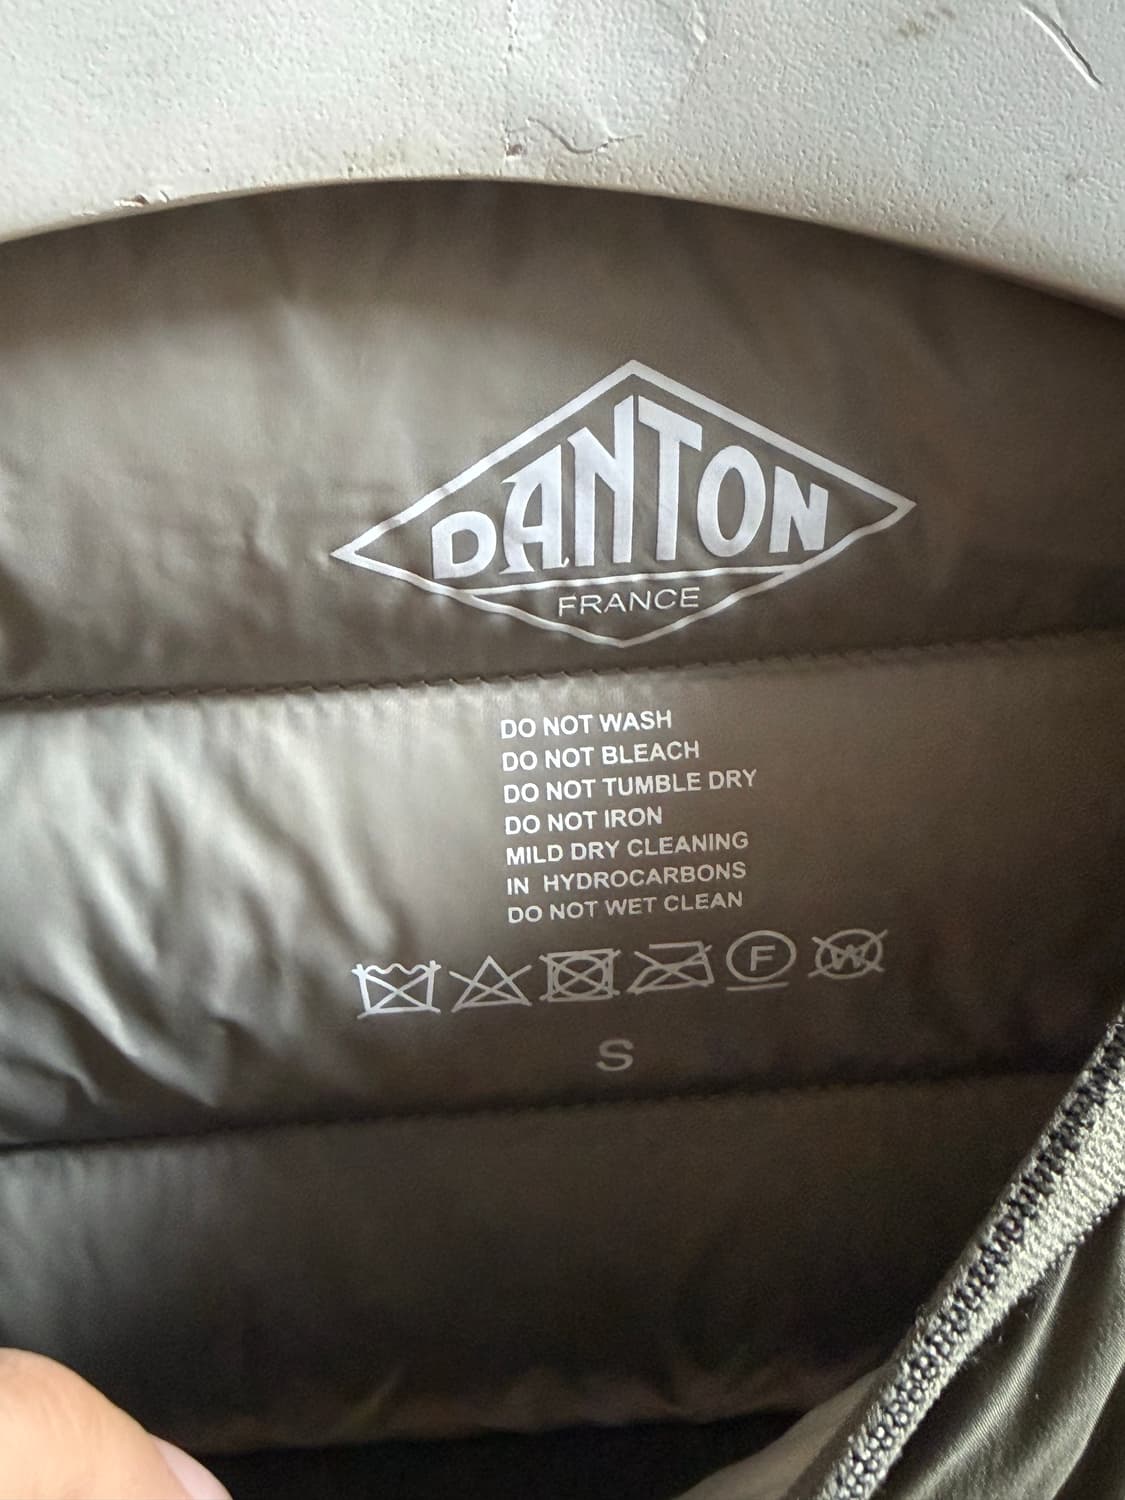 DANTON
FRANCE
DO NOT WASH
DO NOT BLEACH
DO NOT TUMBLE DRY
DO NOT IRON
MILD DRY CLEANING
IN HYDROCARBONS
DO NOT WET CLEAN
F W
S